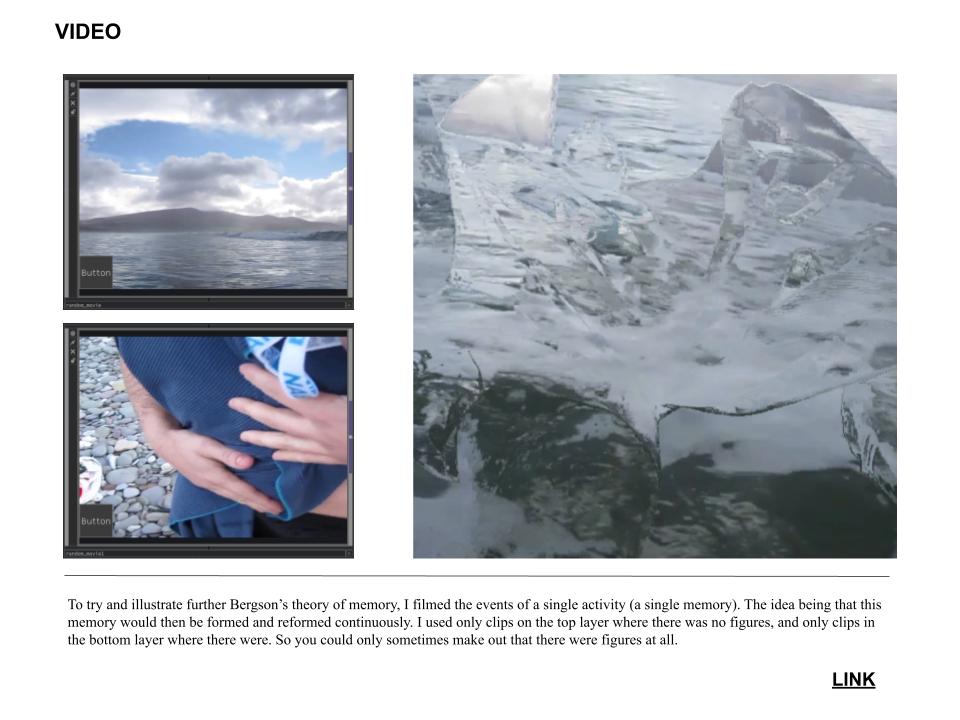 VIDEO
Button
random_movie
NA
Button
random_movie1
To try and illustrate further Bergson’s theory of memory, I filmed the events of a single activity (a single memory). The idea being that this
memory would then be formed and reformed continuously. I used only clips on the top layer where there was no figures, and only clips in
the bottom layer where there were. So you could only sometimes make out that there were figures at all.
LINK